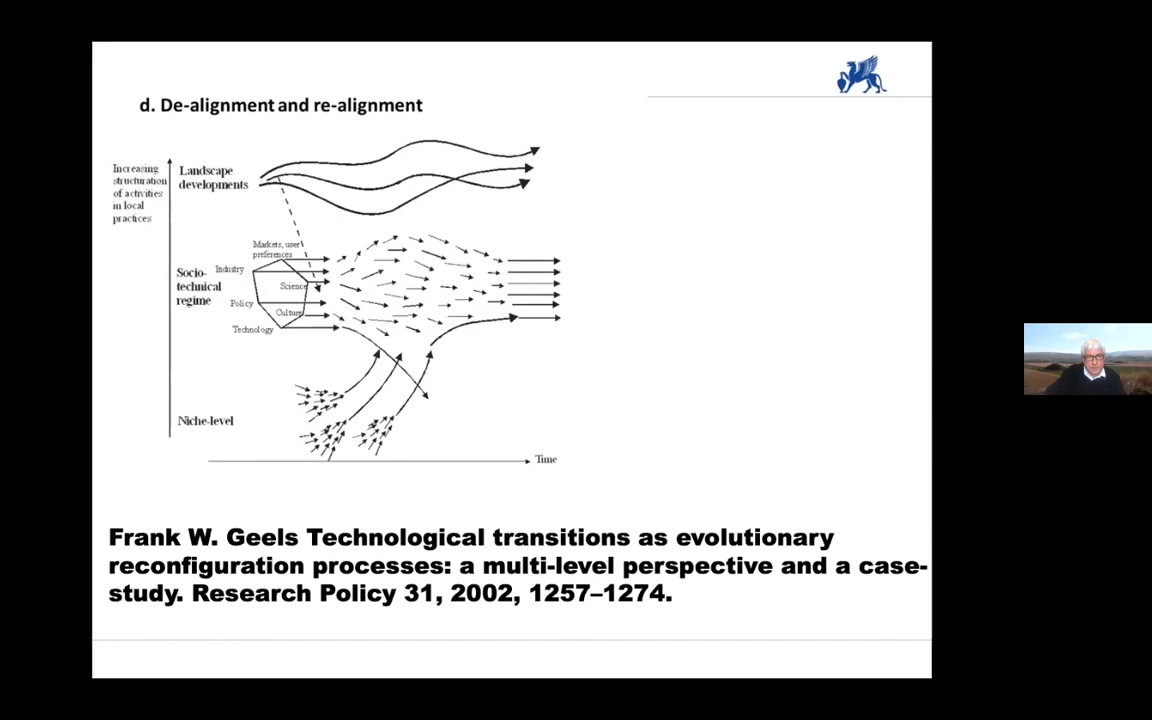 d. De-alignment and re-alignment
Increasing
structuration
of activities
in local
practices
Landscape
developments
Markets, user
preferences
Industry
Science
Socio-
technical
regime
Policy
Culture
Technology
Niche-level
Time
Frank W. Geels Technological transitions as evolutionary
reconfiguration processes: a multi-level perspective and a case-
study. Research Policy 31, 2002, 1257–1274.